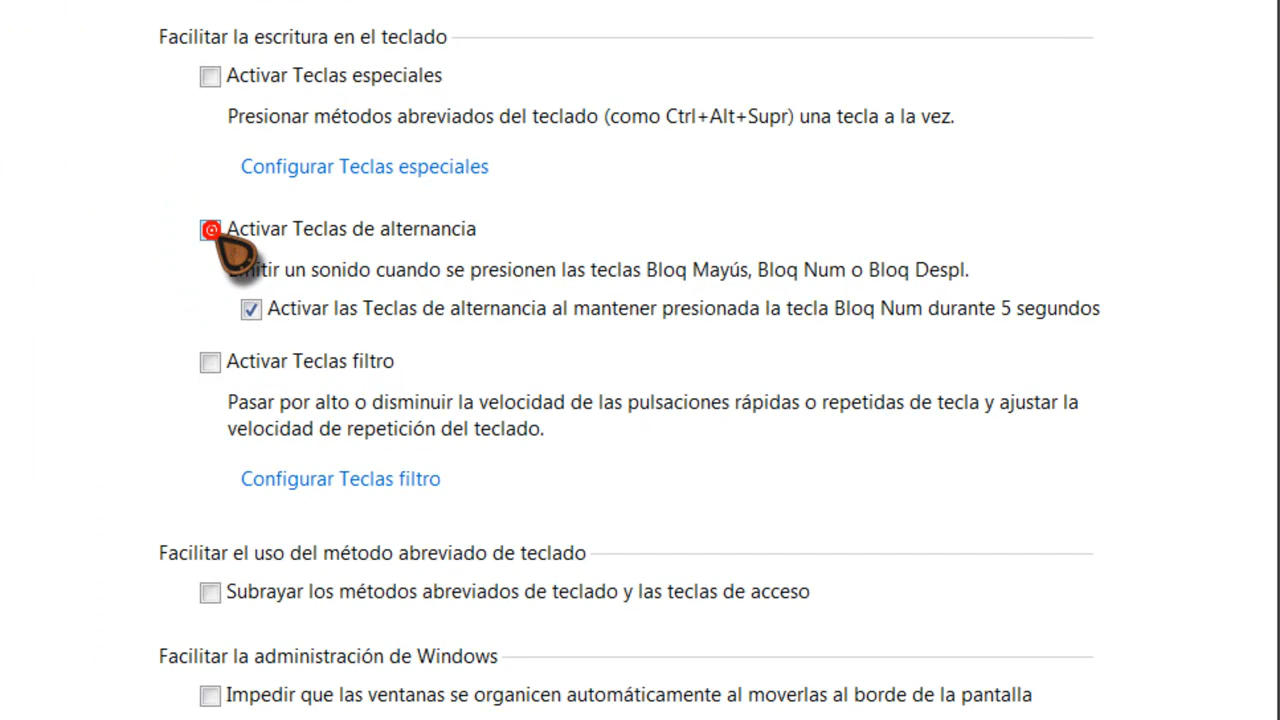 Facilitar la escritura en el teclado
Activar Teclas especiales
Presionar métodos abreviados del teclado (como Ctrl+Alt+Supr) una tecla a la vez.
Configurar Teclas especiales
Activar Teclas de alternancia
un sonido cuando se presionen las teclas Bloq Mayús, Bloq Num o Bloq Despl.
Activar las Teclas de alternancia al mantener presionada la tecla Bloq Num durante 5 segundos
Activar Teclas filtro
Pasar por alto o disminuir la velocidad de las pulsaciones rápidas o repetidas de tecla y ajustar la
velocidad de repetición del teclado.
Configurar Teclas filtro
Facilitar el uso del método abreviado de teclado
Subrayar los métodos abreviados de teclado y las teclas de acceso
Facilitar la administración de Windows
Impedir que las ventanas se organicen automáticamente al moverlas al borde de la pantalla